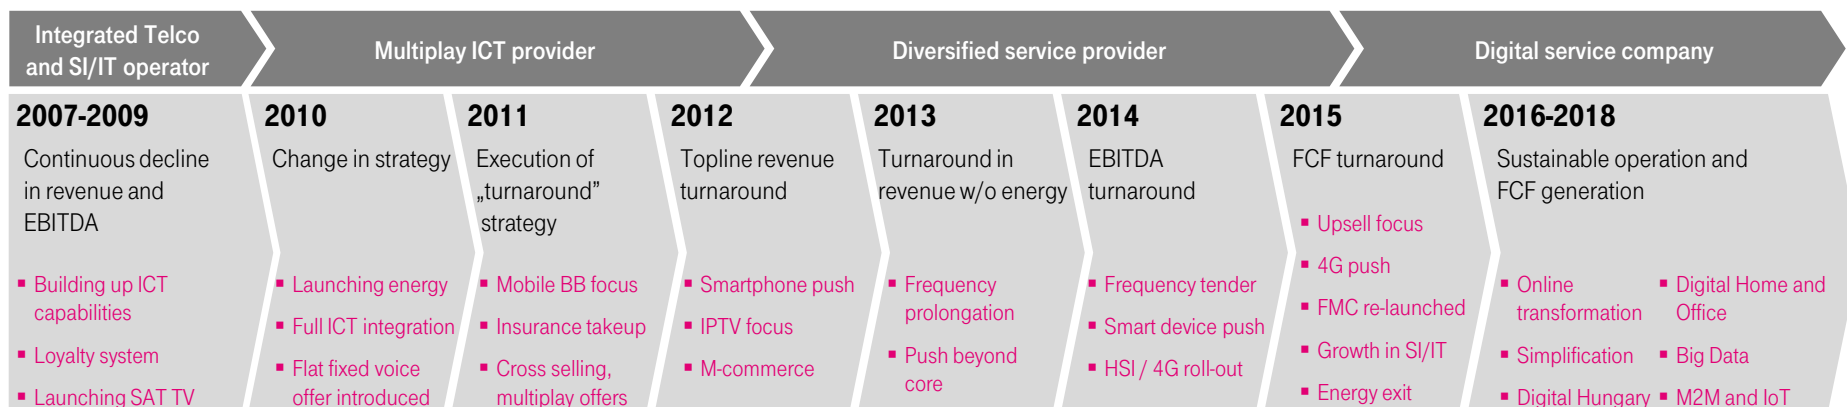 Integrated Telco
and SI/IT operator
Multiplay ICT provider
Diversified service provider
Digital service company
2007-2009
Continuous decline
in revenue and
EBITDA
▪ Building up ICT
capabilities
▪ Loyalty system
▪ Launching SAT TV
2010
Change in strategy
▪ Launching energy
▪ Full ICT integration
▪ Flat fixed voice
offer introduced
2011
Execution of
„turnaround”
strategy
▪ Mobile BB focus
▪ Insurance takeup
▪ Cross selling,
multiplay offers
2012
Topline revenue
turnaround
▪ Smartphone push
▪ IPTV focus
▪ M-commerce
2013
Turnaround in
revenue w/o energy
▪ Frequency
prolongation
▪ Push beyond
core
2014
EBITDA
turnaround
▪ Frequency tender
▪ Smart device push
▪ HSI / 4G roll-out
2015
FCF turnaround
▪ Upsell focus
▪ 4G push
▪ FMC re-launched
▪ Growth in SI/IT
▪ Energy exit
2016-2018
Sustainable operation and
FCF generation
▪ Online
transformation
▪ Simplification
▪ Digital Hungary
▪ Digital Home and
Office
▪ Big Data
▪ M2M and IoT